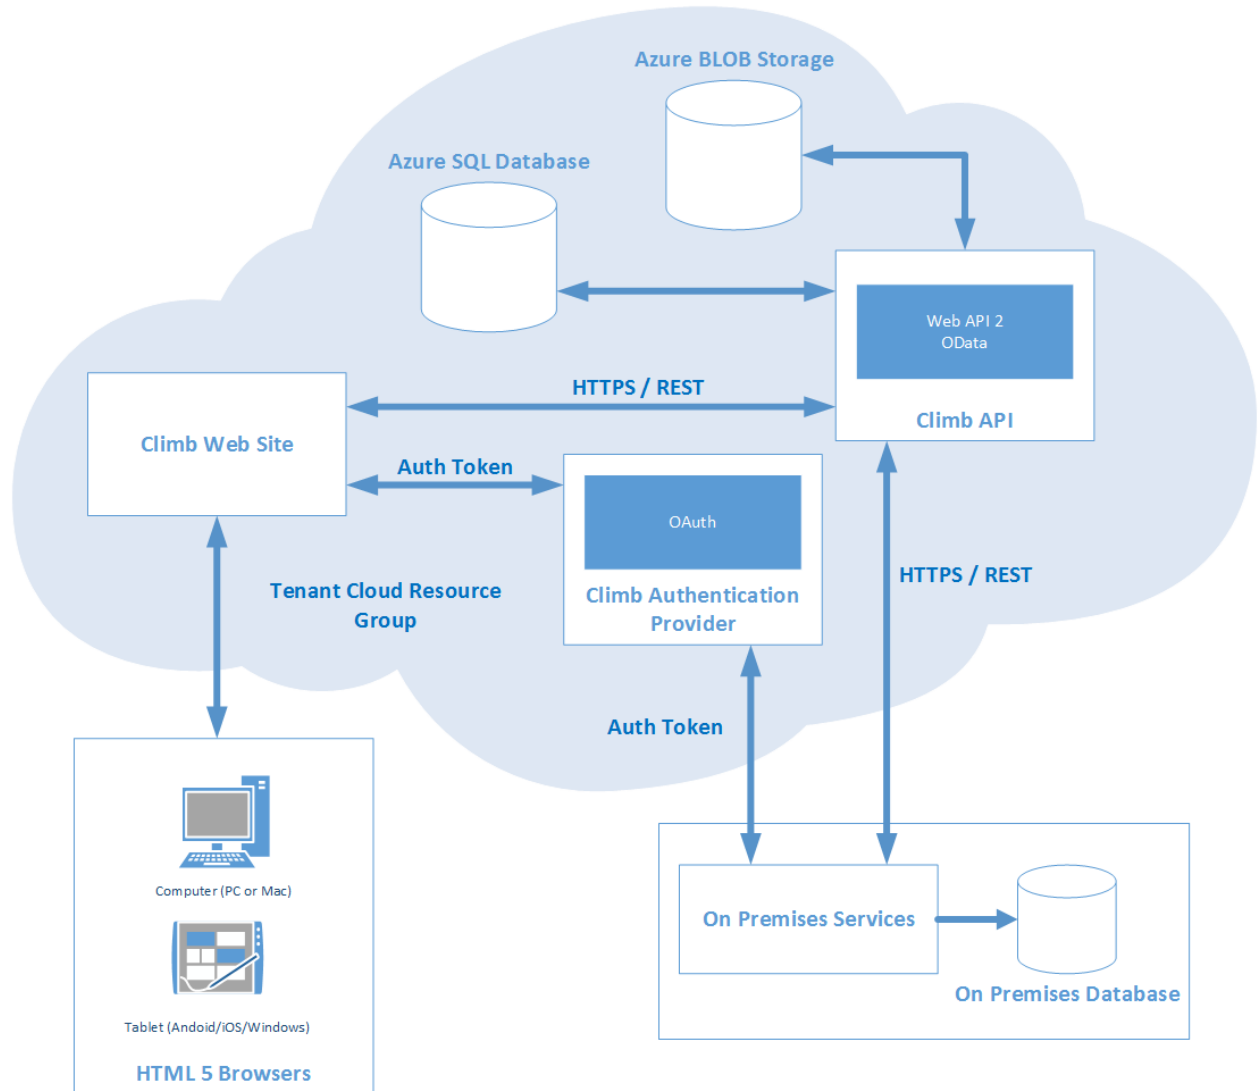 Azure BLOB Storage
Azure SQL Database
Web API 2
OData
Climb API
HTTPS / REST
Climb Web Site
Auth Token
OAuth
Climb Authentication
Provider
HTTPS / REST
Tenant Cloud Resource
Group
Auth Token
Computer (PC or Mac)
Tablet (Andoid/iOS/Windows)
HTML 5 Browsers
On Premises Services
On Premises Database